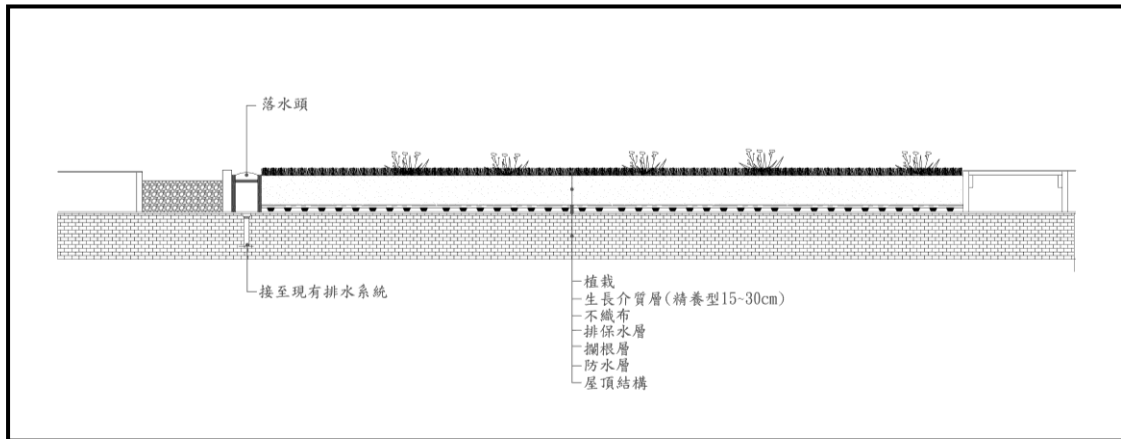 落水頭
接至現有排水系統
植栽
生長介質層(精養型15~30cm)
不織布
排保水層
攔根層
防水層
屋頂結構